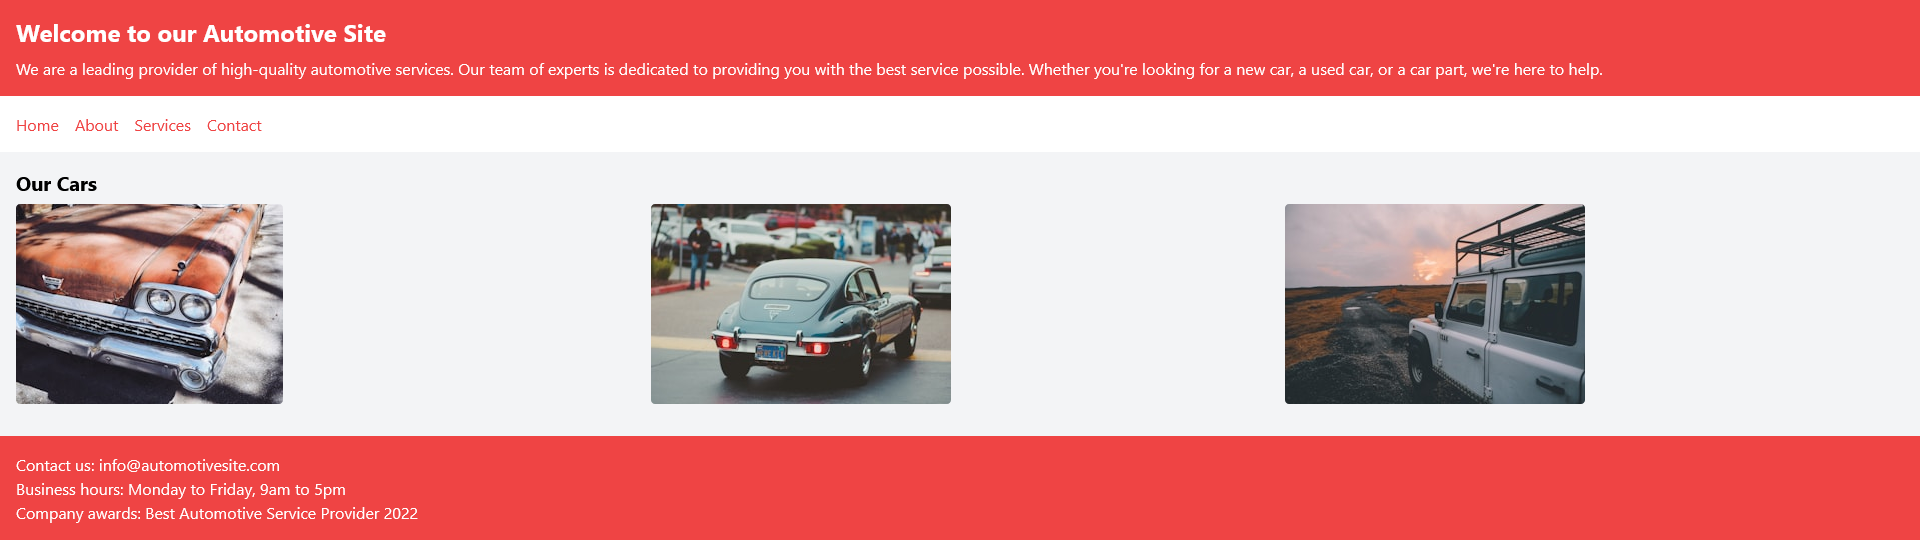 Welcome to our Automotive Site
We are a leading provider of high-quality automotive services. Our team of experts is dedicated to providing you with the best service possible. Whether you're looking for a new car, a used car, or a car part, we're here to help.
Home About Services Contact
Our Cars
Contact us: info@automotivesite.com
Business hours: Monday to Friday, 9am to 5pm
Company awards: Best Automotive Service Provider 2022